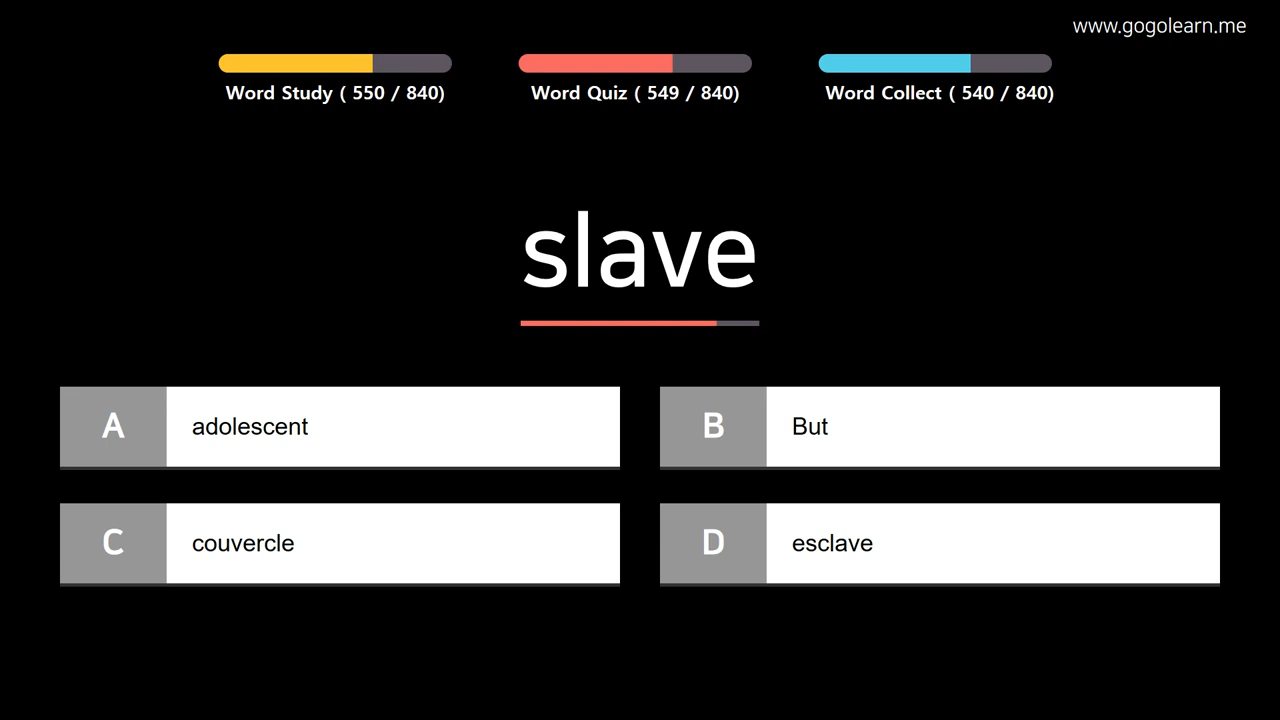 www.gogolearn.me
Word Study ( 550 / 840)
Word Quiz ( 549 / 840)
Word Collect ( 540 / 840)
slave
A adolescent
B But
C couvercle
D esclave